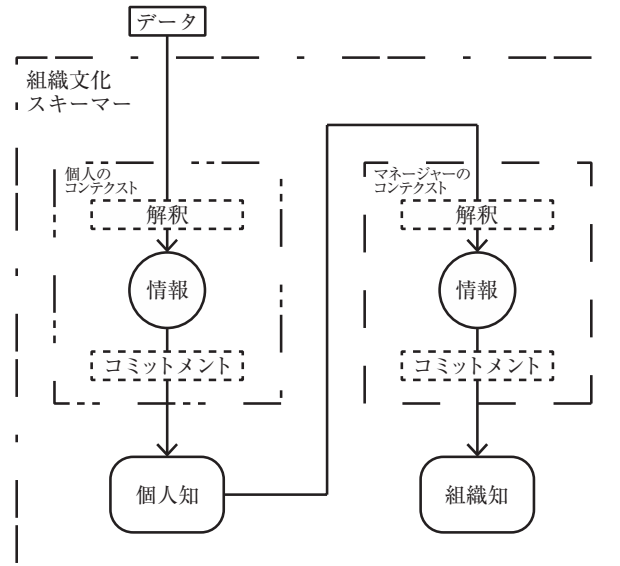 データ
組織文化
スキーマー
個人の
コンテクスト
解釈
情報
コミットメント
個人知
マネージャーの
コンテクスト
解釈
情報
コミットメント
組織知